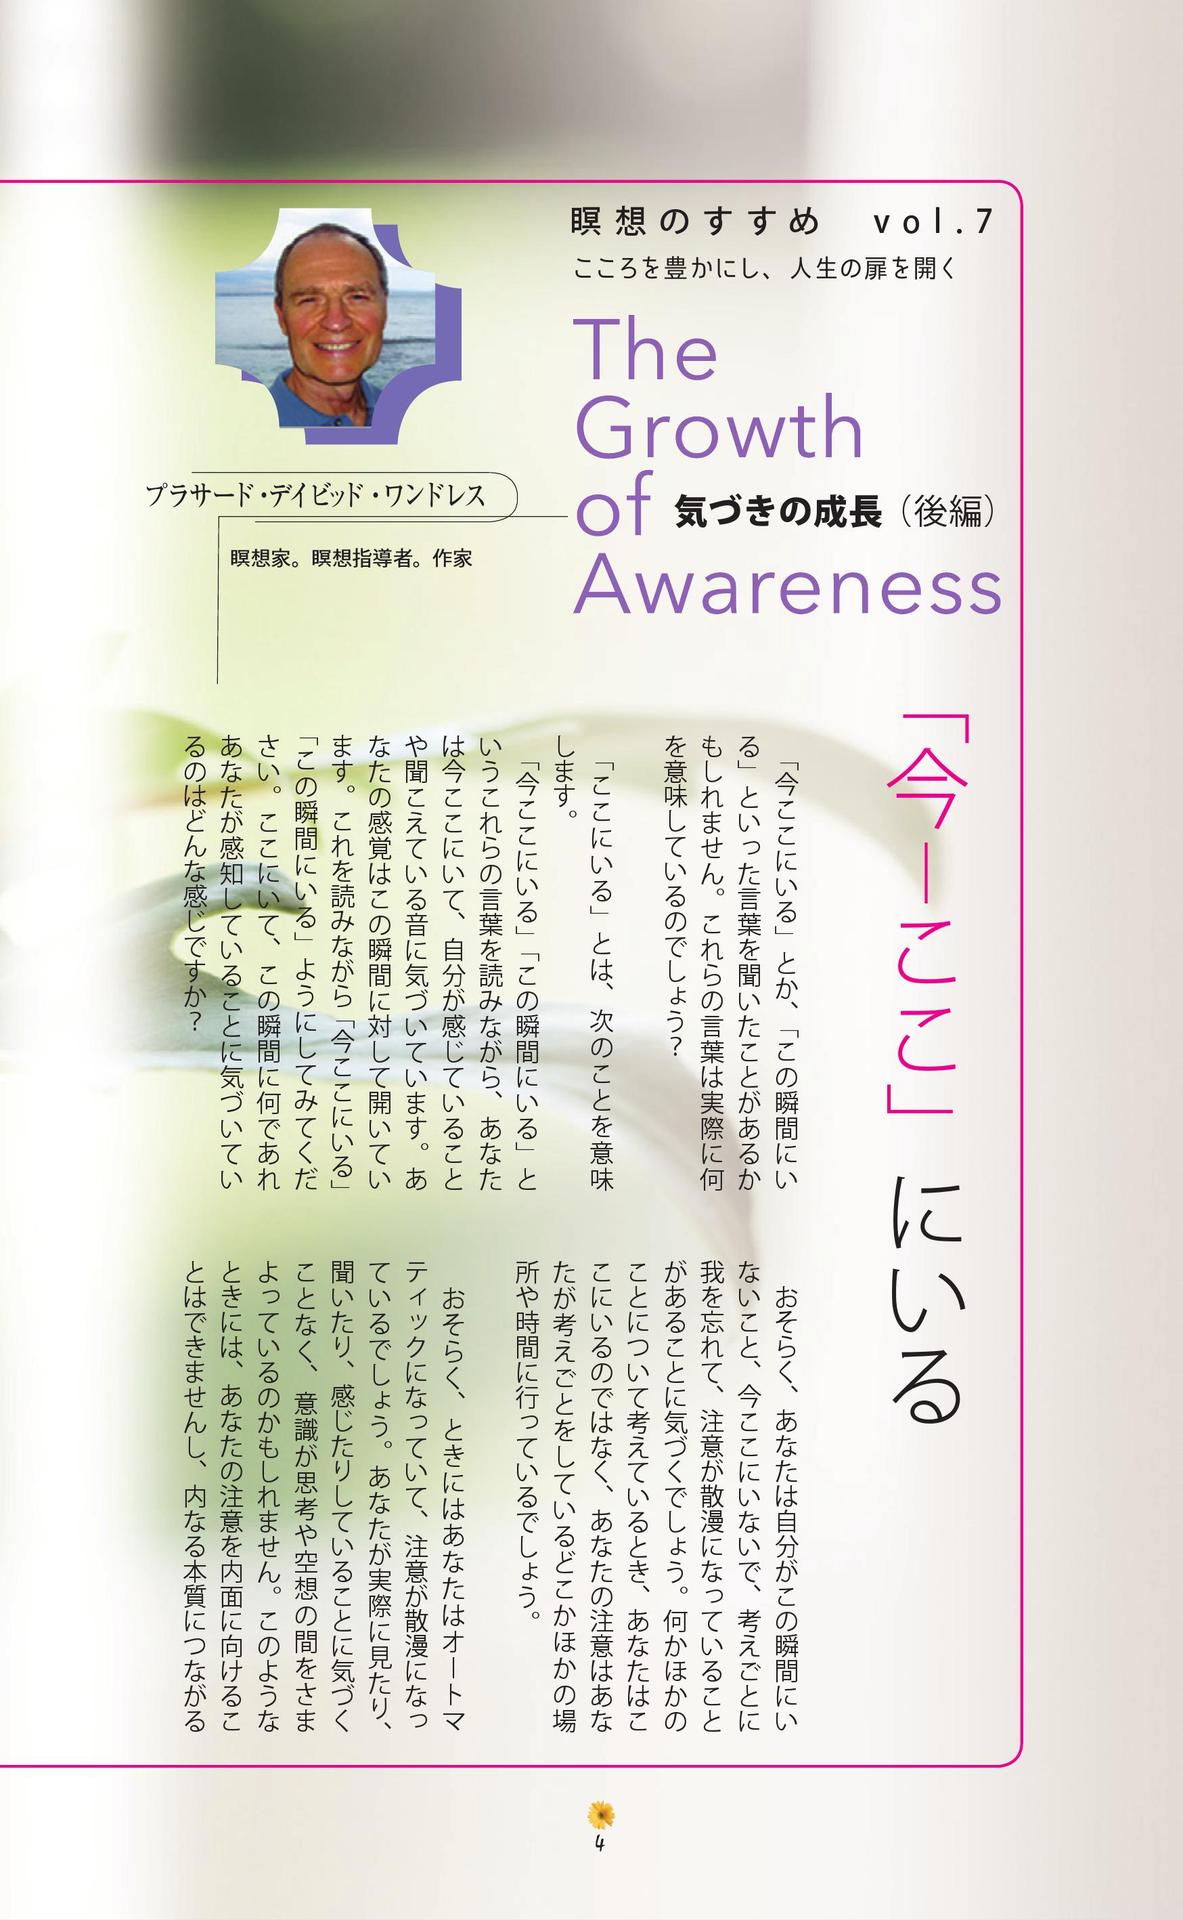 瞑想のすすめ　vol.7
こころを豊かにし、人生の扉を開く
The
Growth
of 気づきの成長（後編）
Awareness
プラサード・デイビッド・ワンドレス
瞑想家。瞑想指導者。作家
「今―ここ」にいる
「今ここにいる」とか、「この瞬間にい
る」といった言葉を聞いたことがあるか
もしれません。これらの言葉は実際に何
を意味しているのでしょう？
「ここにいる」とは、次のことを意味
します。
「今ここにいる」「この瞬間にいる」と
いうこれらの言葉を読みながら、あなた
は今ここにいて、自分が感じていること
や聞こえている音に気づいています。あ
なたの感覚はこの瞬間に対して開いてい
ます。これを読みながら「今ここにいる」
「この瞬間にいる」ようにしてみてくだ
さい。ここにいて、この瞬間に何であれ
あなたが感知していることに気づいてい
るのはどんな感じですか？
おそらく、あなたは自分がこの瞬間にい
ないこと、今ここにいないで、考えごとに
我を忘れて、注意が散漫になっていること
があることに気づくでしょう。何かほかの
ことについて考えているとき、あなたはこ
こにいるのではなく、あなたの注意はあな
たが考えごとをしているどこかほかの場
所や時間に行っているでしょう。
おそらく、ときにはあなたはオートマ
ティックになっていて、注意が散漫になっ
ているでしょう。あなたが実際に見たり、
聞いたり、感じたりしていることに気づく
ことなく、意識が思考や空想の間をさま
よっているのかもしれません。このような
ときには、あなたの注意を内面に向けるこ
とはできませんし、内なる本質につながる
4